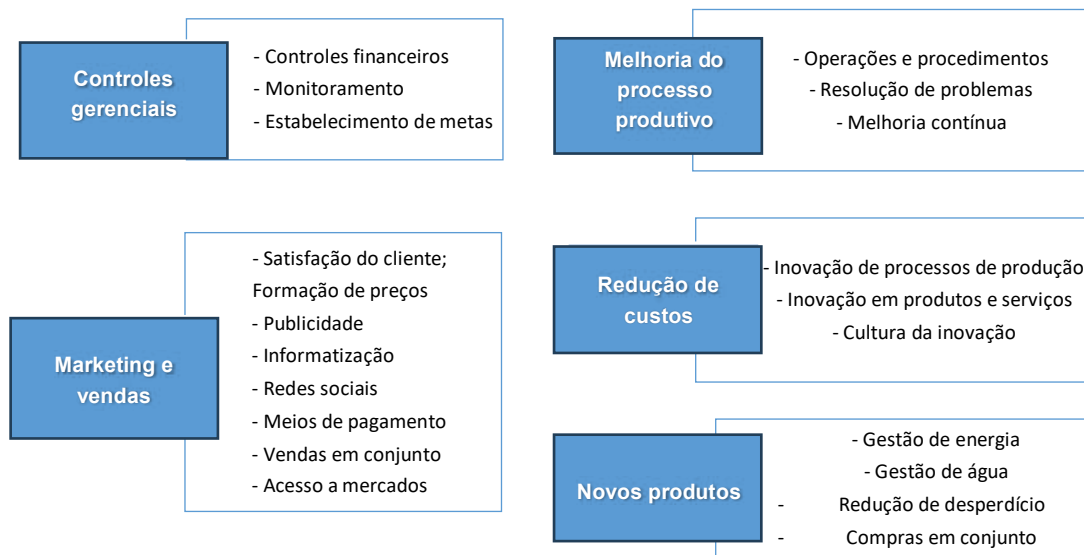 Controles
gerenciais
- Controles financeiros
- Monitoramento
- Estabelecimento de metas
Marketing e
vendas
- Satisfação do cliente;
Formação de preços
- Publicidade
- Informatização
- Redes sociais
- Meios de pagamento
- Vendas em conjunto
- Acesso a mercados
Melhoria do
processo
produtivo
- Operações e procedimentos
- Resolução de problemas
- Melhoria contínua
Redução de
custos
- Inovação de processos de produção
- Inovação em produtos e serviços
- Cultura da inovação
Novos produtos
- Gestão de energia
- Gestão de água
- Redução de desperdício
- Compras em conjunto